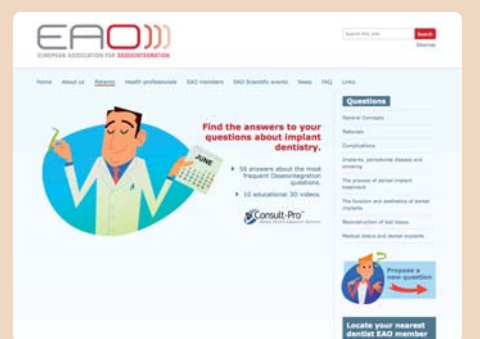 EAO
EUROPEAN ASSOCIATION FOR OSSEOINTEGRATION
Search this site
Search
Sitemap
Home About us Patients Health professionals EAO members EAO Scientific events News FAQ Links
Find the answers to your
questions about implant
dentistry.
56 answers about the most
frequent Osseointegration
questions.
10 educational 3D videos.
Consult-Pro
JUNE
Questions
General Concepts
Materials
Complications
Implants, periodontal disease and
smoking
The process of dental implant
treatment
The function and aesthetics of dental
implants
Reconstruction of lost tissue
Medical status and dental implants
Propose a
new question
Locate your nearest
dentist EAO member